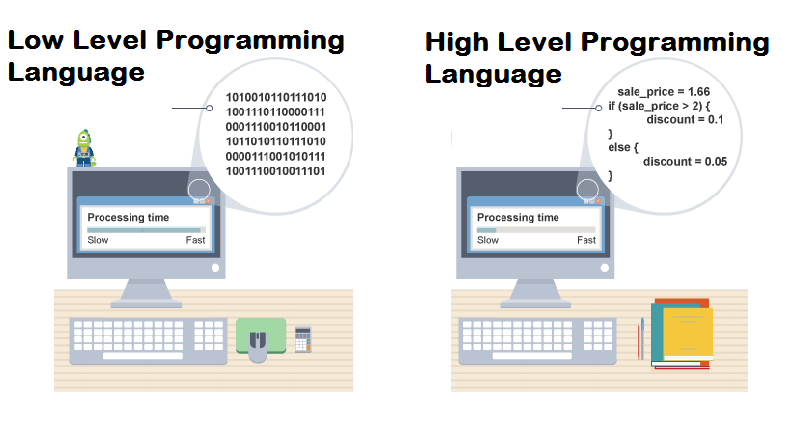 Low Level Programming
Language
1010010110111010
1001110110000111
0001110010110001
1011010110111010
0000111001010111
1001110010011101
Processing time
Slow Fast
High Level Programming
Language
sale_price = 1.66
if (sale_price > 2) {
discount = 0.1
}
else {
discount = 0.05
}
Processing time
Slow Fast